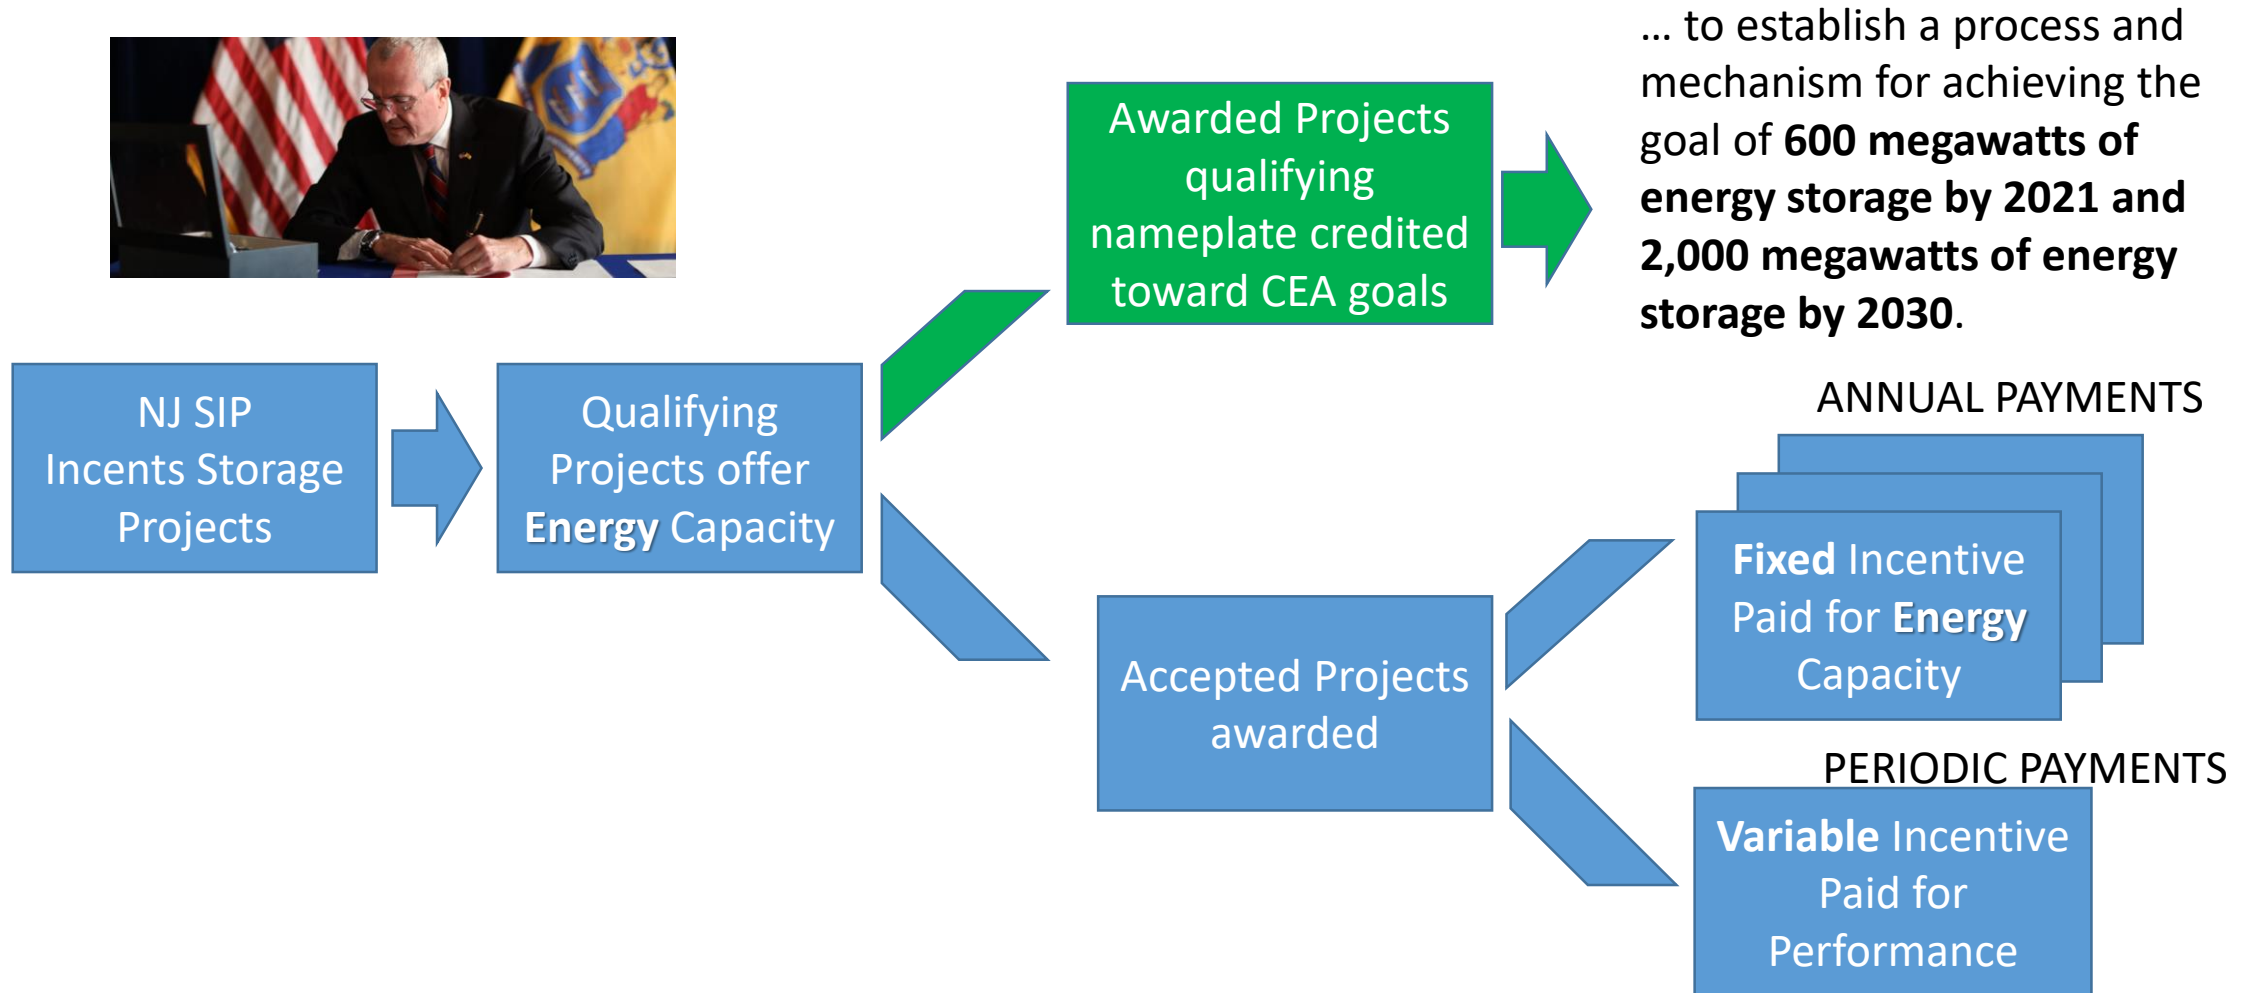 … to establish a process and
mechanism for achieving the
goal of 600 megawatts of
energy storage by 2021 and
2,000 megawatts of energy
storage by 2030.
Awarded Projects
qualifying
nameplate credited
toward CEA goals
NJ SIP
Incents Storage
Projects
Qualifying
Projects offer
Energy Capacity
Accepted Projects
awarded
ANNUAL PAYMENTS
Fixed Incentive
Paid for Energy
Capacity
PERIODIC PAYMENTS
Variable Incentive
Paid for
Performance